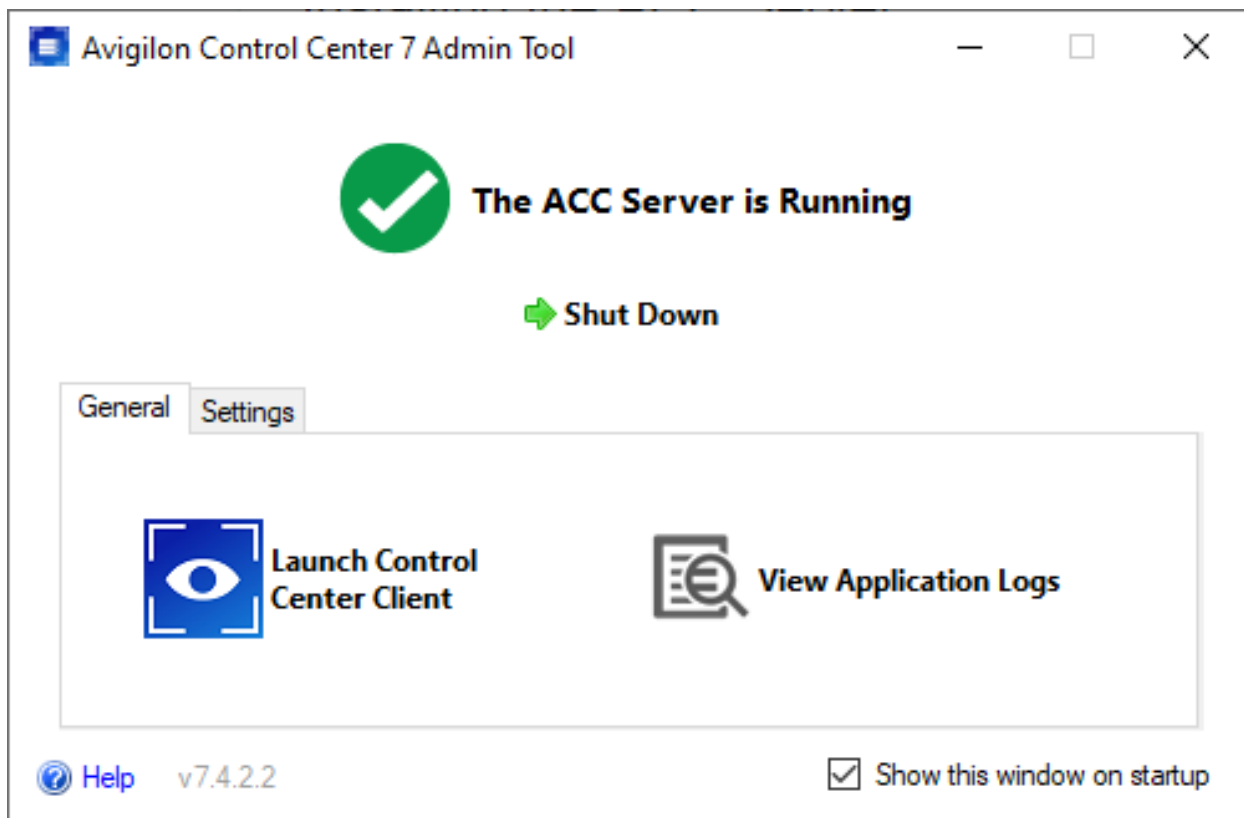 Avigilon Control Center 7 Admin Tool
The ACC Server is Running
Shut Down
General
Settings
Launch Control
Center Client
View Application Logs
Help
v7.4.2.2
Show this window on startup